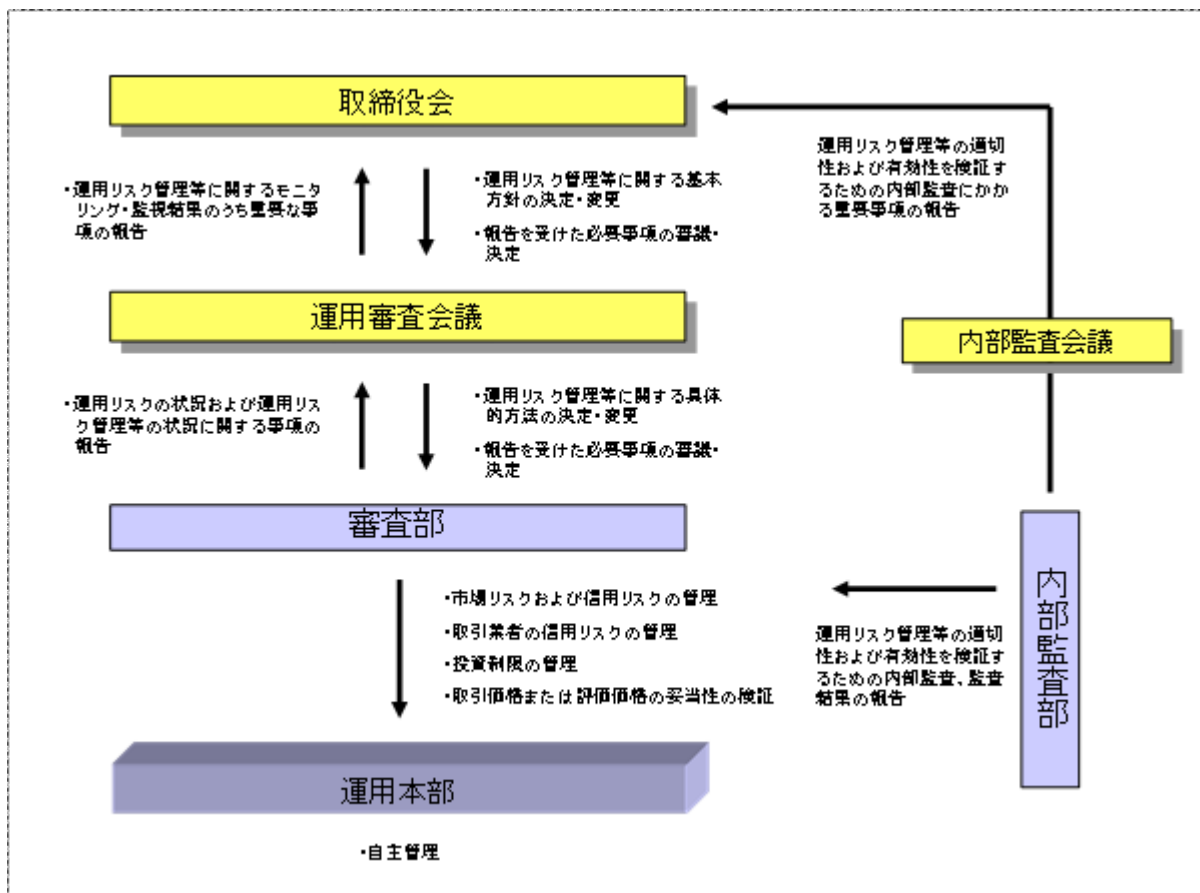 取締役会
・運用リスク管理等に関するモニタ
リング・監視結果のうち重要な事
項の報告
・運用リスク管理等に関する基本
方針の決定・変更
・報告を受けた必要事項の審議・
決定
運用リスク管理等の適切
性および有効性を検証す
るための内部監査にかか
る重要事項の報告
運用審査会議
内部監査会議
・運用リスクの状況および運用リス
ク管理等の状況に関する事項の
報告
・運用リスク管理等に関する具体
的方法の決定・変更
・報告を受けた必要事項の審議・
決定
審査部
内部監査部
・市場リスクおよび信用リスクの管理
・取引業者の信用リスクの管理
・投資制限の管理
・取引価格または評価価格の妥当性の検証
運用リスク管理等の適切
性および有効性を検証す
るための内部監査、監査
結果の報告
運用本部
・自主管理